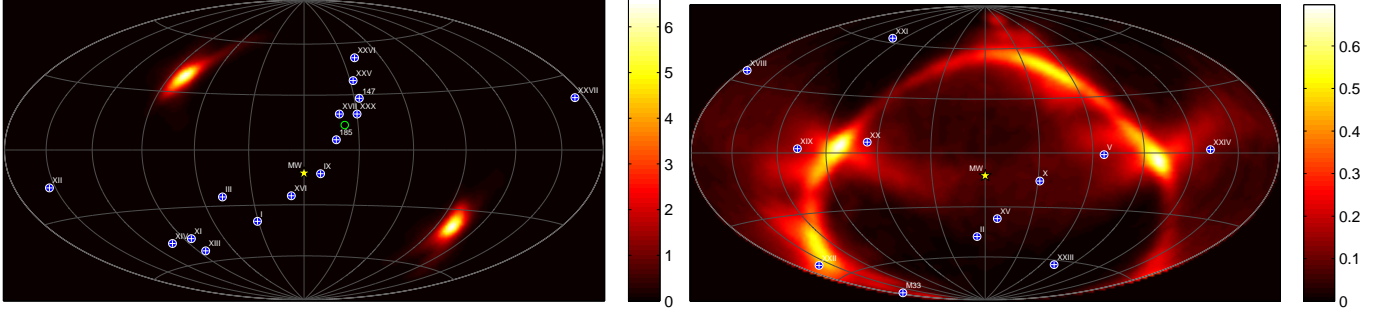 XXVI
XXV
147
XXVII
XVII
XXX
185
MW
IX
XII
III
XVI
I
XIV
XI
XIII
6
5
4
3
2
1
0
XXI
XVIII
XIX
XX
V
XXIV
MW
X
XV
II
XXII
XXIII
M33
0.6
0.5
0.4
0.3
0.2
0.1
0